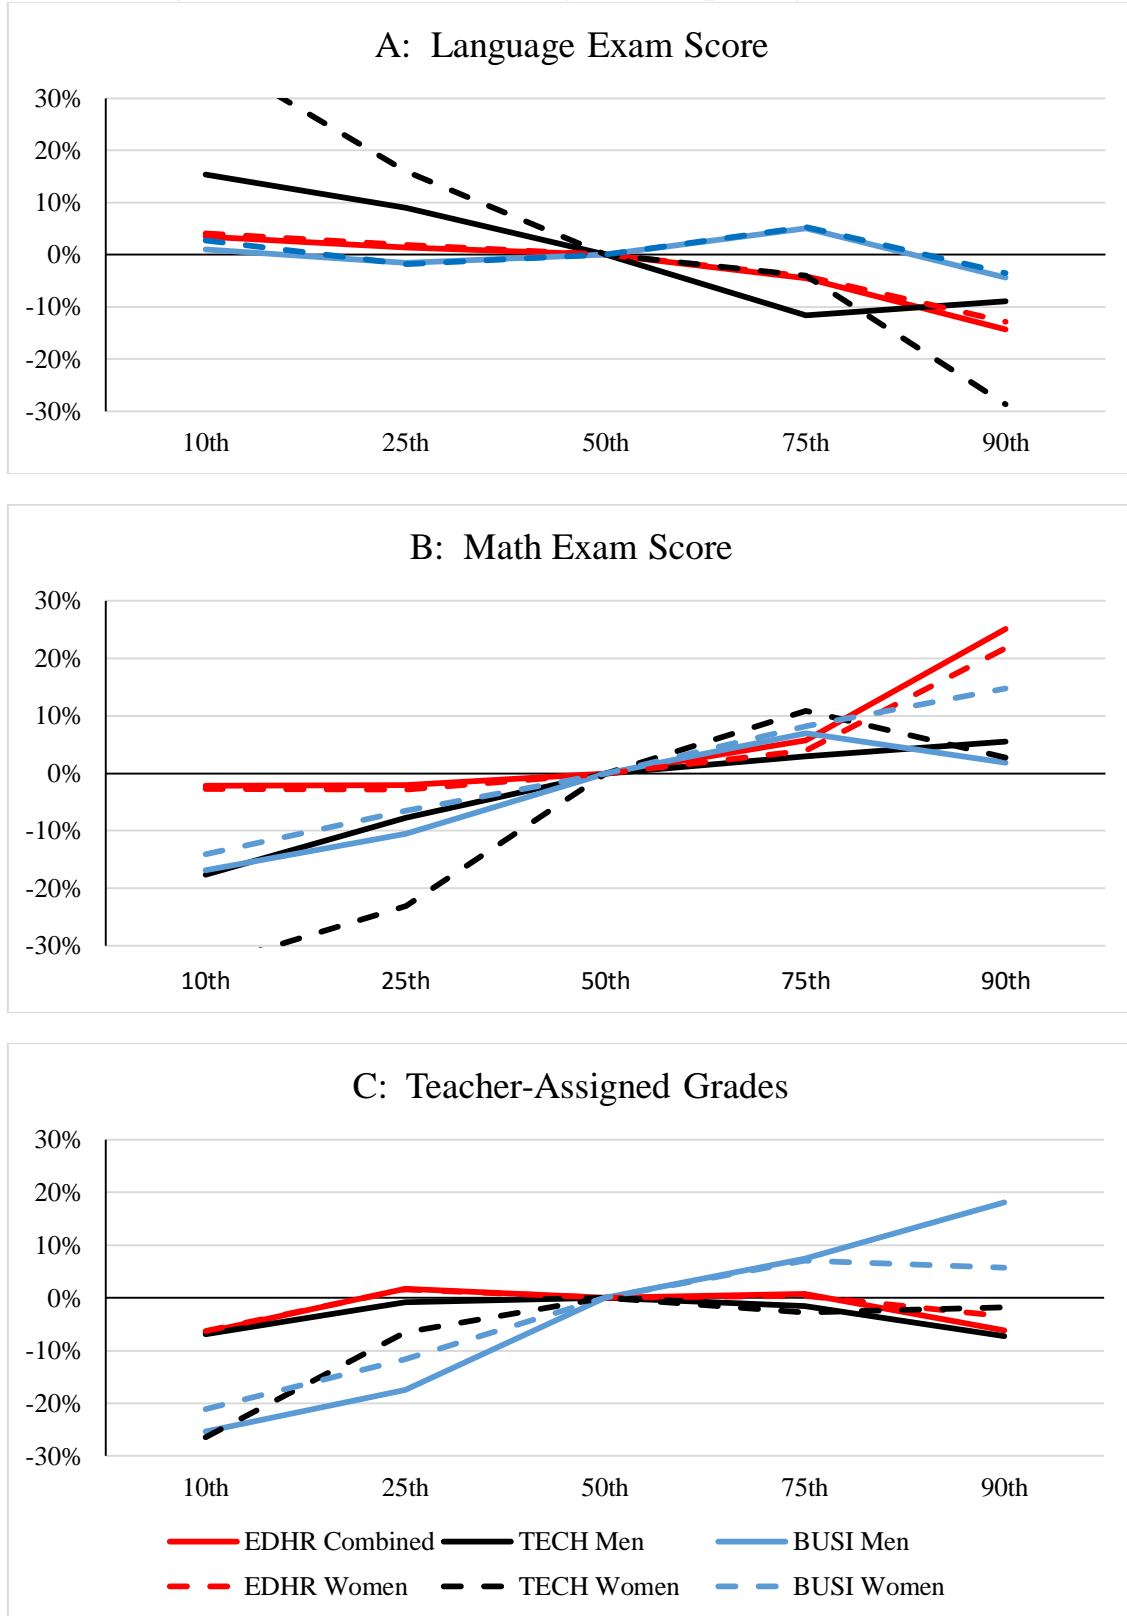 A: Language Exam Score
30%
20%
10%
0%
-10%
-20%
-30%
10th 25th 50th 75th 90th
B: Math Exam Score
30%
20%
10%
0%
-10%
-20%
-30%
10th 25th 50th 75th 90th
C: Teacher-Assigned Grades
30%
20%
10%
0%
-10%
-20%
-30%
10th 25th 50th 75th 90th
EDHR Combined TECH Men BUSI Men
EDHR Women TECH Women BUSI Women